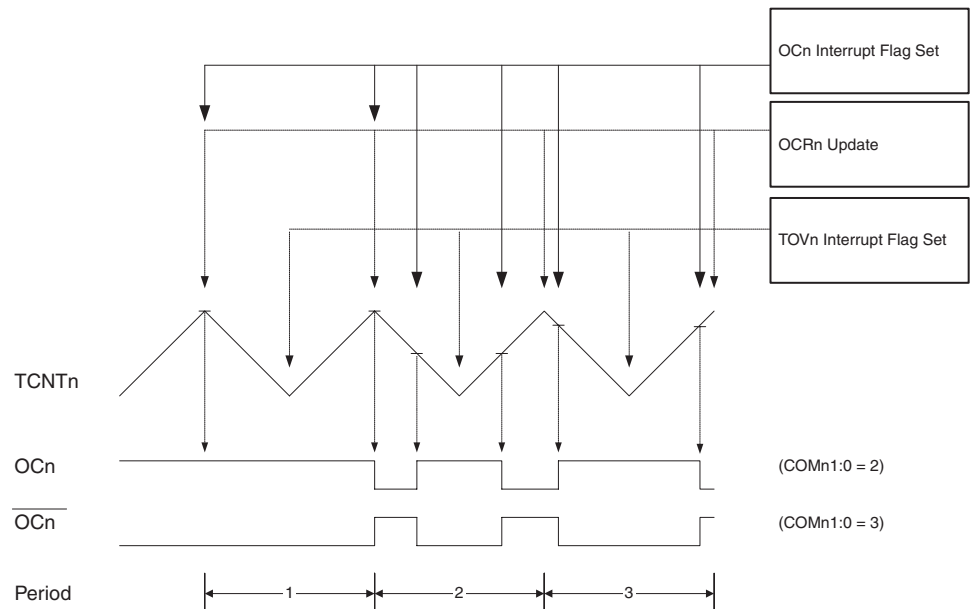 OCn Interrupt Flag Set
OCRn Update
TOVn Interrupt Flag Set
TCNTn
OCn
(COMn1:0 = 2)
OCn
(COMn1:0 = 3)
Period
1
2
3